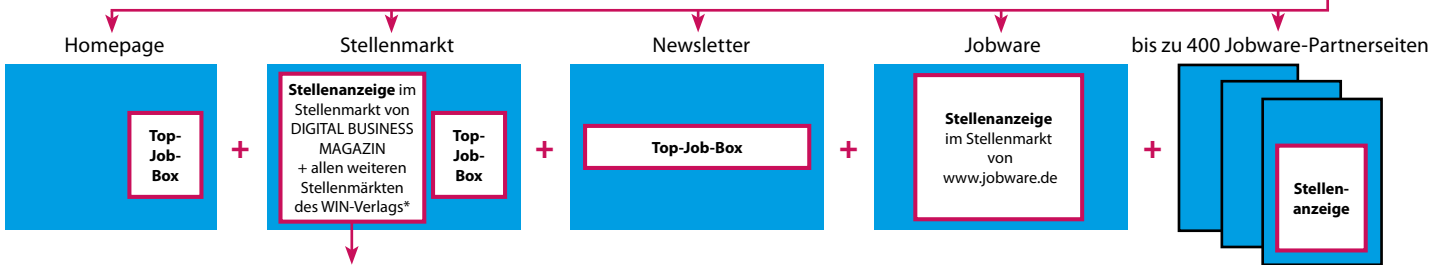 Homepage
Stellenmarkt
Newsletter
Jobware
bis zu 400 Jobware-Partnerseiten
Top-
Job-
Box
+
Stellenanzeige im
Stellenmarkt von
DIGITAL BUSINESS
MAGAZIN
+ allen weiteren
Stellenmärkten
des WIN-Verlags*
Top-
Job-
Box
+
Top-Job-Box
+
Stellenanzeige
im Stellenmarkt
von
www.jobware.de
+
Stellen-
anzeige